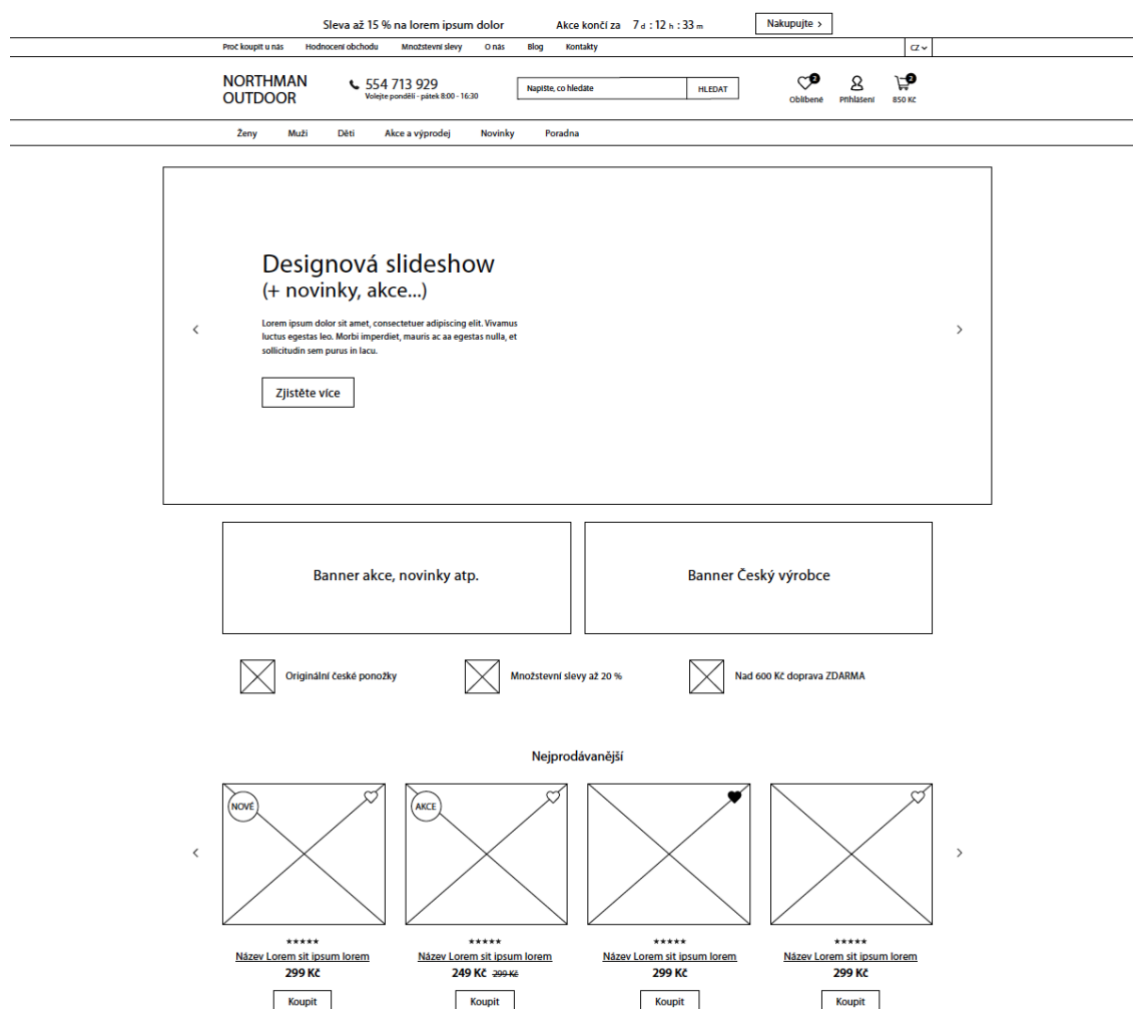 Sleva až 15 % na lorem ipsum dolor Akce končí za 7 d : 12 h : 33 m Nakupujte >
Proč koupit u nás Hodnocení obchodu Množstevní slevy O nás Blog Kontakty CZ
NORTHMAN
OUTDOOR
554 713 929
Volejte pondělí - pátek 8:00 - 16:30
Napište, co hledáte HLEDAT
2
Oblíbené
Přihlášení
2
850 Kč
Ženy Muži Děti Akce a výprodej Novinky Poradna
Designová slideshow
(+ novinky, akce...)
Lorem ipsum dolor sit amet, consectetuer adipiscing elit. Vivamus
luctus egestas leo. Morbi imperdiet, mauris ac aa egestas nulla, et
sollicitudin sem purus in lacu.
Zjistěte více
Banner akce, novinky atp. Banner Český výrobce
Originální české ponožky Množstevní slevy až 20 % Nad 600 Kč doprava ZDARMA
Nejprodávanější
NOVÉ AKCE
Název Lorem sit ipsum lorem Název Lorem sit ipsum lorem Název Lorem sit ipsum lorem Název Lorem sit ipsum lorem
299 Kč 249 Kč 299 Kč 299 Kč 299 Kč
Koupit Koupit Koupit Koupit